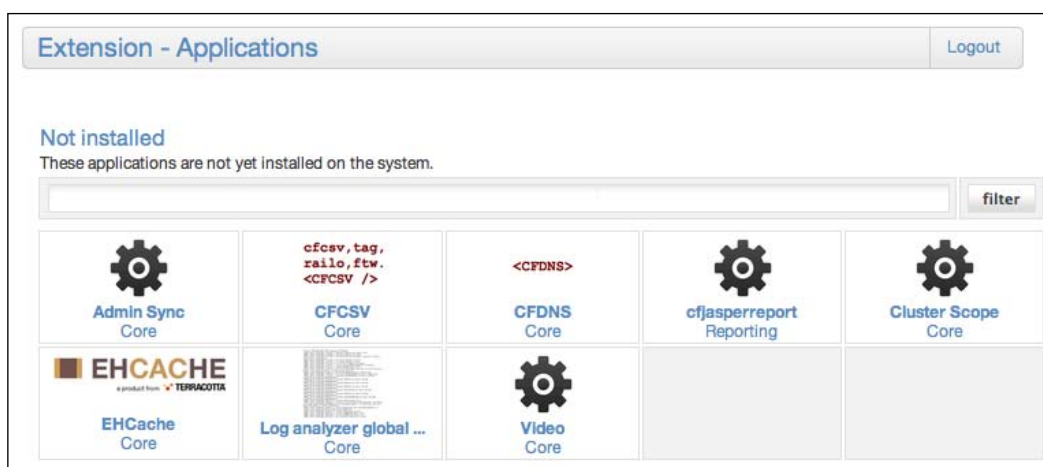 Extension - Applications
Logout
Not installed
These applications are not yet installed on the system.
filter
cfcsv,tag,
railo,ftw.
<CFCSV />
<CFDNS>
Admin Sync
Core
CFCSV
Core
CFDNS
Core
cfjasperreport
Reporting
Cluster Scope
Core
EHCACHE
a product from TERRACOTTA
EHCache
Core
Log analyzer global ...
Core
Video
Core